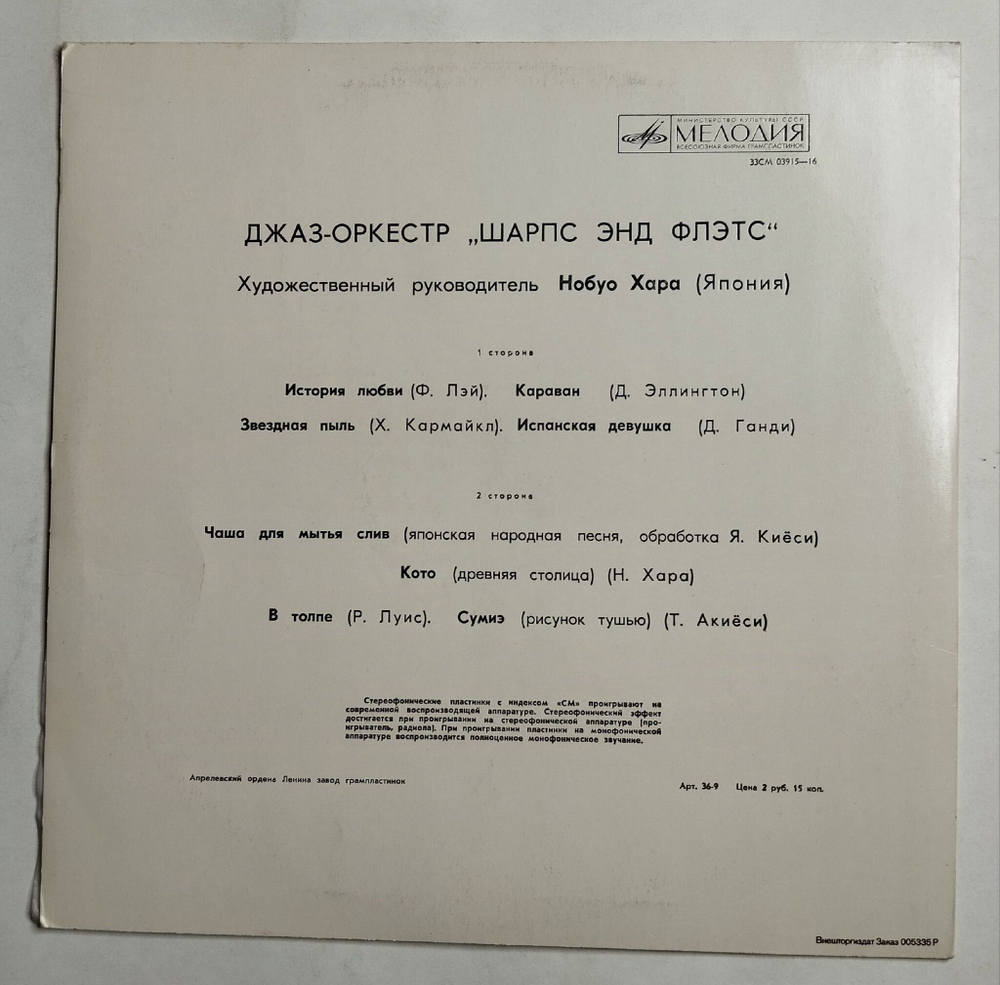 МИНИСТЕРСТВО КУЛЬТУРЫ СССР
МЕЛОДИЯ
ВСЕСОЮЗНАЯ ФИРМА ГРАМПЛАСТИНОК
33СМ 03915—16
ДЖАЗ-ОРКЕСТР „ШАРПС ЭНД ФЛЭТС“
Художественный руководитель Нобуо Хара (Япония)
1 сторона
История любви (Ф. Лэй). Караван (Д. Эллингтон)
Звездная пыль (Х. Кармайкл). Испанская девушка (Д. Ганди)
2 сторона
Чаша для мытья слив (японская народная песня, обработка Я. Киёси)
Кото (древняя столица) (Н. Хара)
В толпе (Р. Луис). Сумиэ (рисунок тушью) (Т. Акиёси)
Стереофонические пластинки с индексом «СМ» проигрывают на
современной воспроизводящей аппаратуре. Стереофонический эффект
достигается при проигрывании на стереофонической аппаратуре (про-
игрыватель, радиола). При проигрывании пластинки на монофонической
аппаратуре воспроизводится полноценное монофоническое звучание.
Апрелевский ордена Ленина завод грампластинок
Арт. 36-9 Цена 2 руб. 15 коп.
Внешторгиздат Заказ 005335 Р